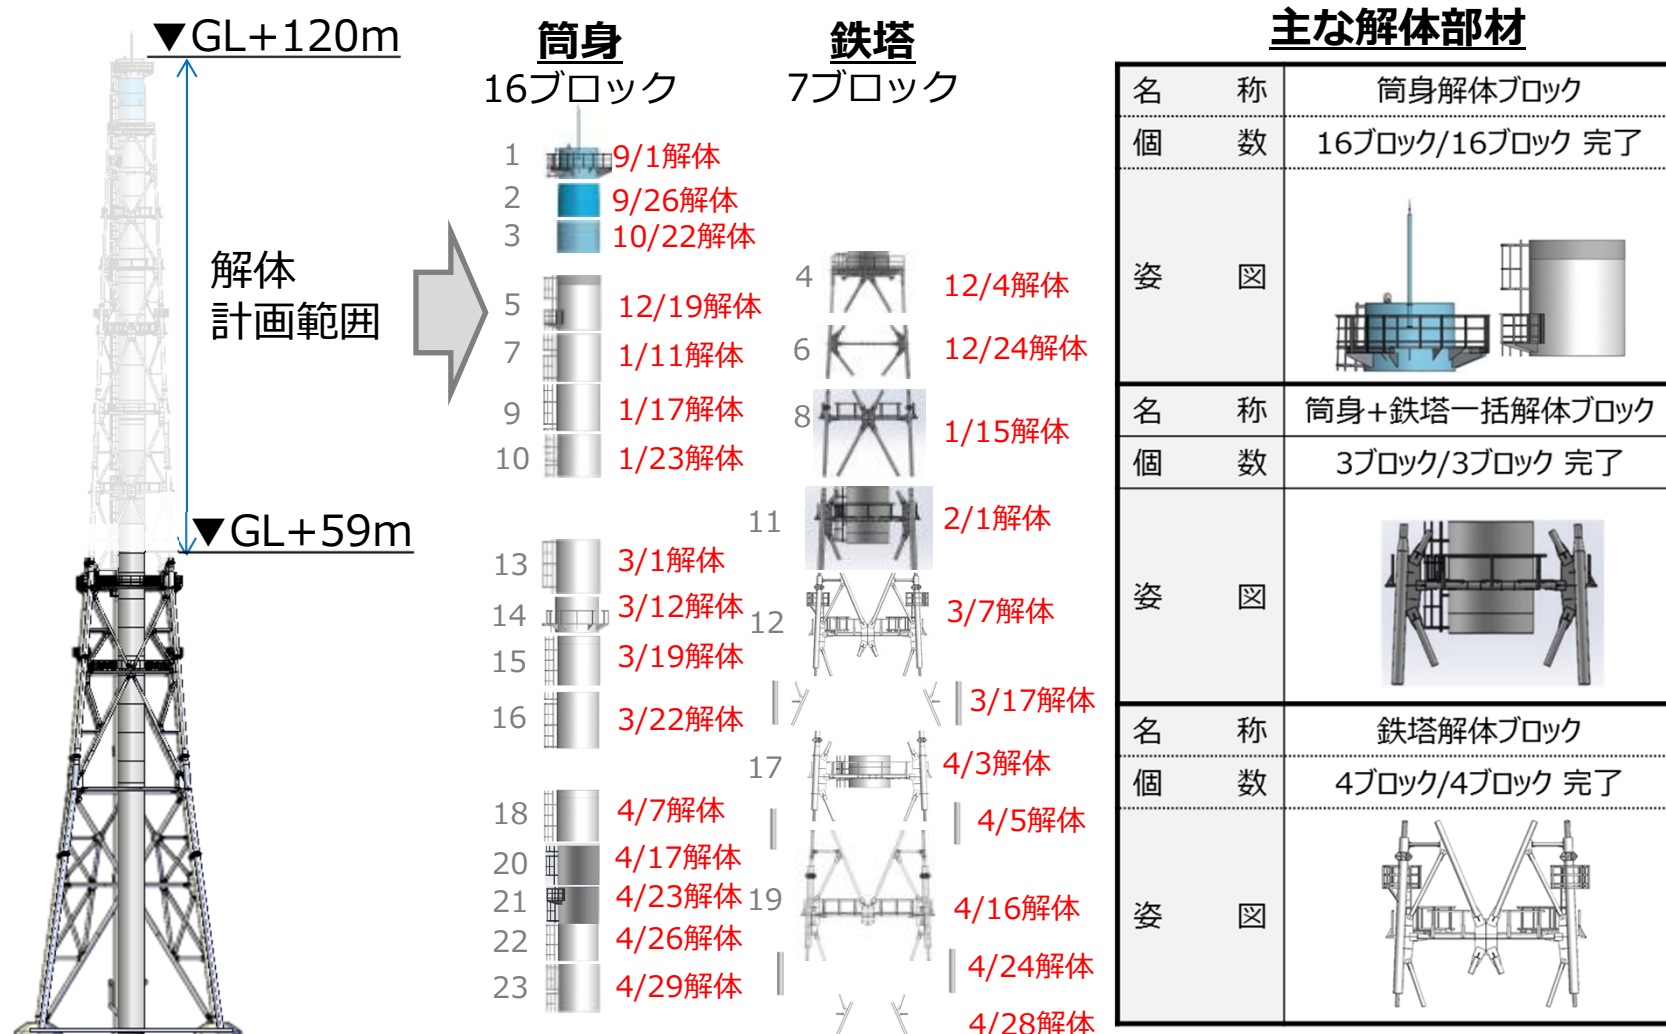 ▼GL+120m
解体
計画範囲
▼GL+59m
筒身
16ブロック
1 9/1解体
2 9/26解体
3 10/22解体
5 12/19解体
7 1/11解体
9 1/17解体
10 1/23解体
13 3/1解体
14 3/12解体
15 3/19解体
16 3/22解体
18 4/7解体
20 4/17解体
21 4/23解体
22 4/26解体
23 4/29解体
鉄塔
7ブロック
4 12/4解体
6 12/24解体
8 1/15解体
11 2/1解体
12 3/7解体
3/17解体
17 4/3解体
4/5解体
19 4/16解体
4/24解体
4/28解体
主な解体部材
名称 筒身解体ブロック
個数 16ブロック/16ブロック 完了
姿図
名称 筒身+鉄塔一括解体ブロック
個数 3ブロック/3ブロック 完了
姿図
名称 鉄塔解体ブロック
個数 4ブロック/4ブロック 完了
姿図